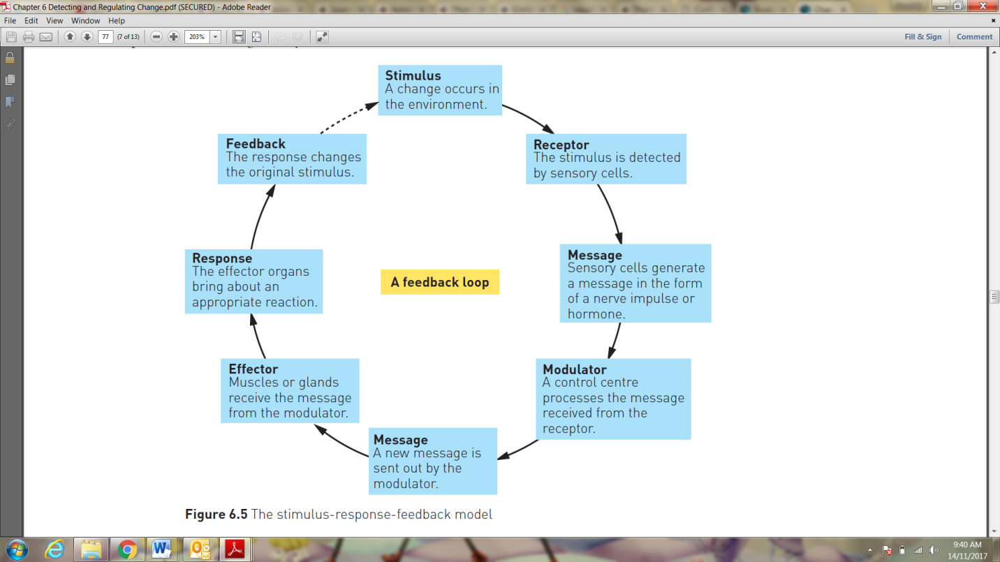 Chapter 6 Detecting and Regulating Change.pdf (SECURED) - Adobe Reader
File Edit View Window Help
77 (7 of 13) 203% Fill & Sign Comment
Stimulus
A change occurs in
the environment.
Receptor
The stimulus is detected
by sensory cells.
Message
Sensory cells generate
a message in the form
of a nerve impulse or
hormone.
Modulator
A control centre
processes the message
received from the
receptor.
Message
A new message is
sent out by the
modulator.
Effector
Muscles or glands
receive the message
from the modulator.
Response
The effector organs
bring about an
appropriate reaction.
Feedback
The response changes
the original stimulus.
A feedback loop
Figure 6.5 The stimulus-response-feedback model
9:40 AM
14/11/2017